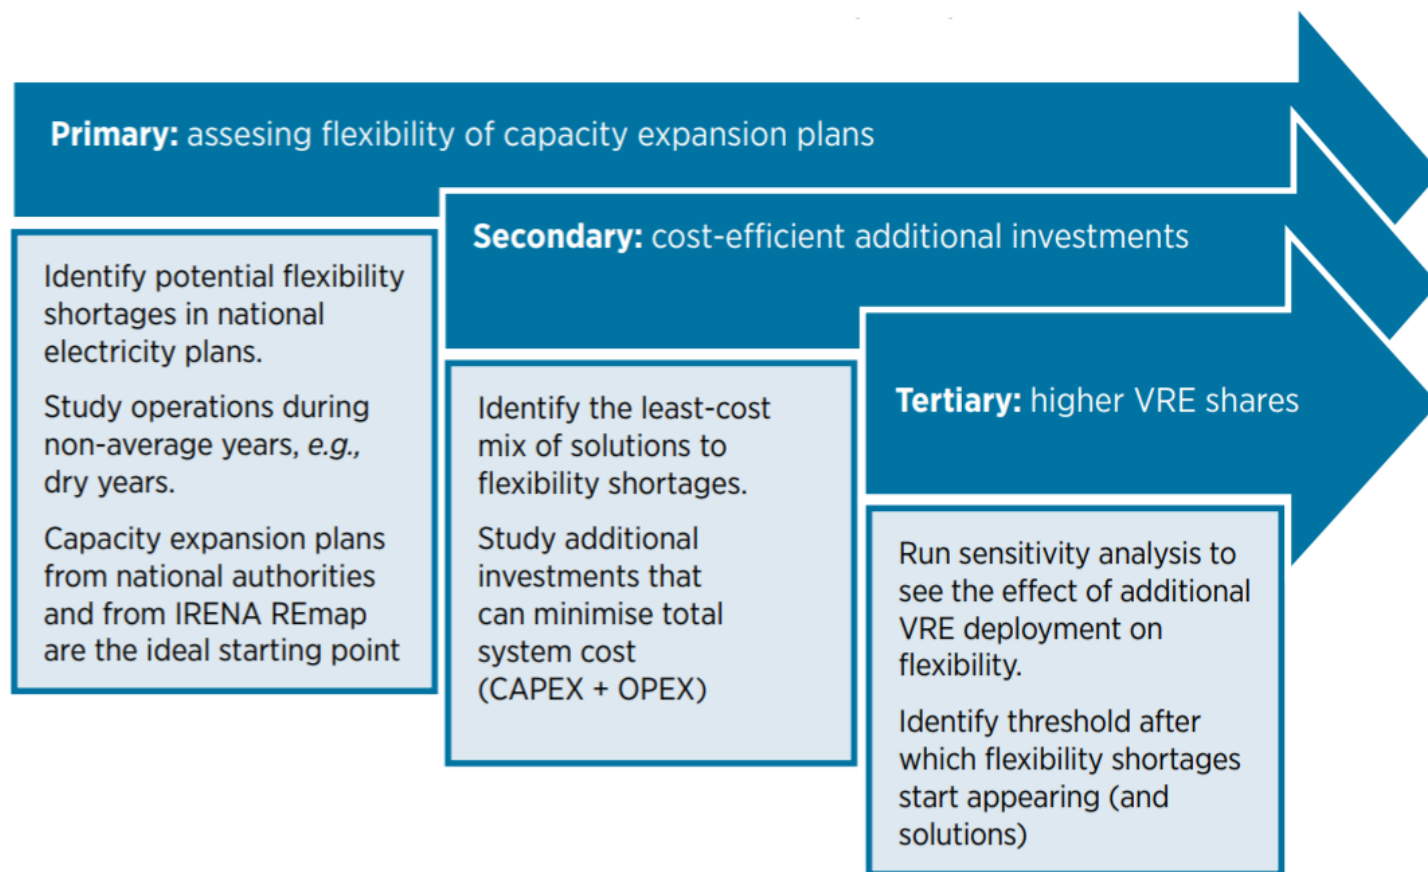 Primary: assesing flexibility of capacity expansion plans
Secondary: cost-efficient additional investments
Tertiary: higher VRE shares
Identify potential flexibility
shortages in national
electricity plans.
Study operations during
non-average years, e.g.,
dry years.
Capacity expansion plans
from national authorities
and from IRENA REmap
are the ideal starting point
Identify the least-cost
mix of solutions to
flexibility shortages.
Study additional
investments that
can minimise total
system cost
(CAPEX + OPEX)
Run sensitivity analysis to
see the effect of additional
VRE deployment on
flexibility.
Identify threshold after
which flexibility shortages
start appearing (and
solutions)